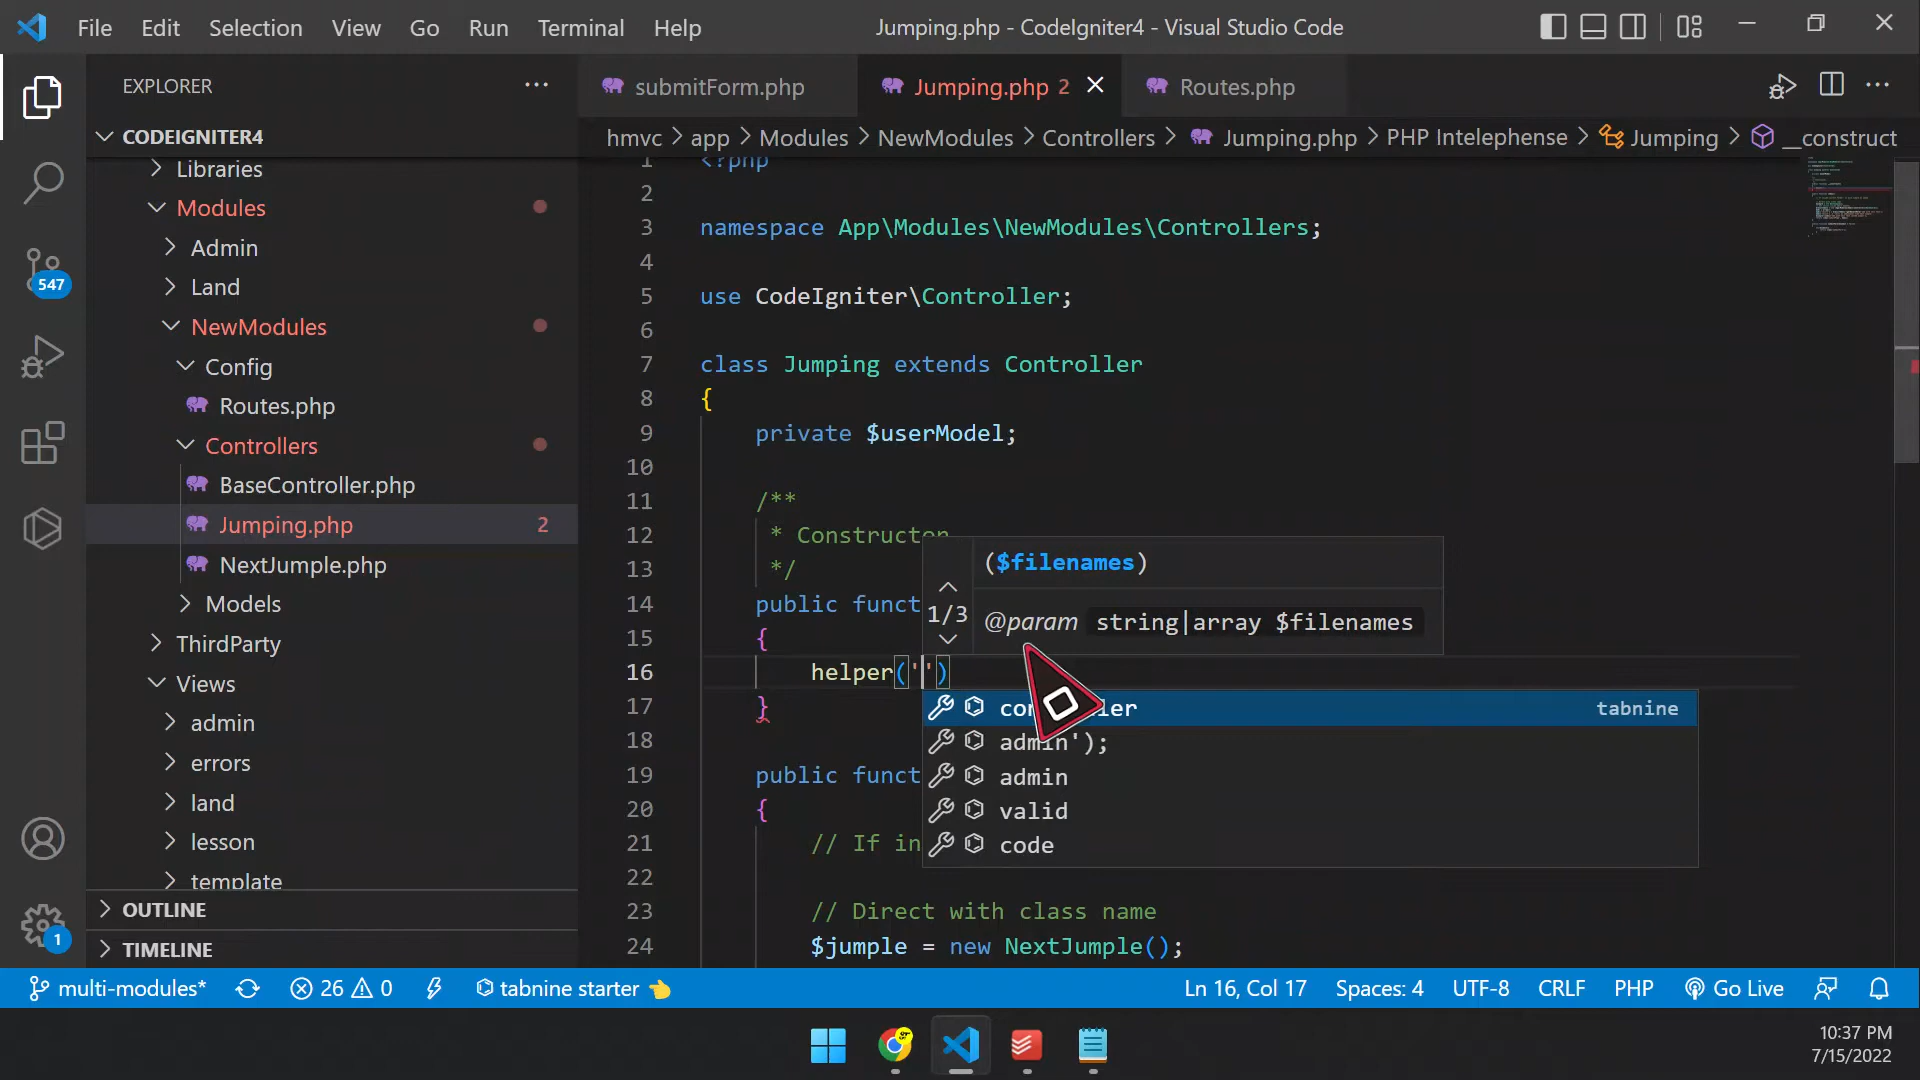 File Edit Selection View Go Run Terminal Help
Jumping.php - CodeIgniter4 - Visual Studio Code
EXPLORER
CODEIGNITER4
Libraries
Modules
Admin
Land
NewModules
Config
Routes.php
Controllers
BaseController.php
Jumping.php 2
NextJumple.php
Models
ThirdParty
Views
admin
errors
land
lesson
template
OUTLINE
TIMELINE
547
1
submitForm.php Jumping.php 2 Routes.php
hmvc > app > Modules > NewModules > Controllers > Jumping.php > PHP Intelephense > Jumping > __construct
1 <?php
2
3 namespace App\Modules\NewModules\Controllers;
4
5 use CodeIgniter\Controller;
6
7 class Jumping extends Controller
8 {
9 private $userModel;
10
11 /**
12 * Constructor
13 */
14 public funct
15 {
16 helper('')
17 }
18
19 public funct
20 {
21 // If in
22
23 // Direct with class name
24 $jumple = new NextJumple();
($filenames)
1/3
@param string|array $filenames
tabnine
admin');
admin
valid
code
multi-modules* 26 0 tabnine starter Ln 16, Col 17 Spaces: 4 UTF-8 CRLF PHP Go Live
10:37 PM
7/15/2022